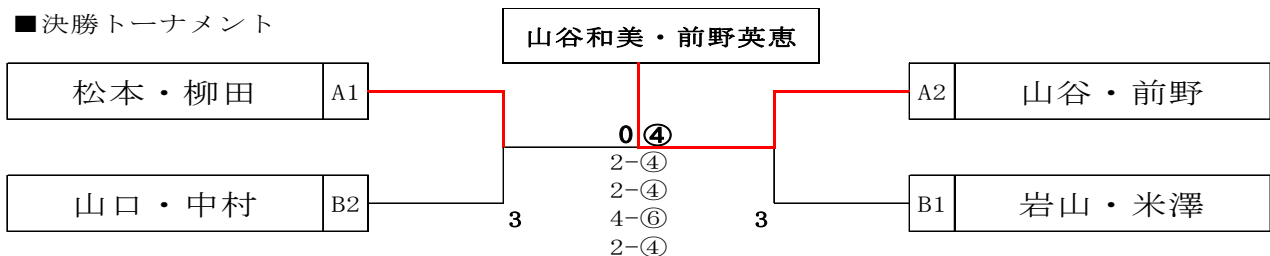 ■決勝トーナメント
山谷和美・前野英恵
松本・柳田 A1
A2 山谷・前野
0 ④
2-④
2-④
4-⑥
2-④
山口・中村 B2
3
3
B1 岩山・米澤